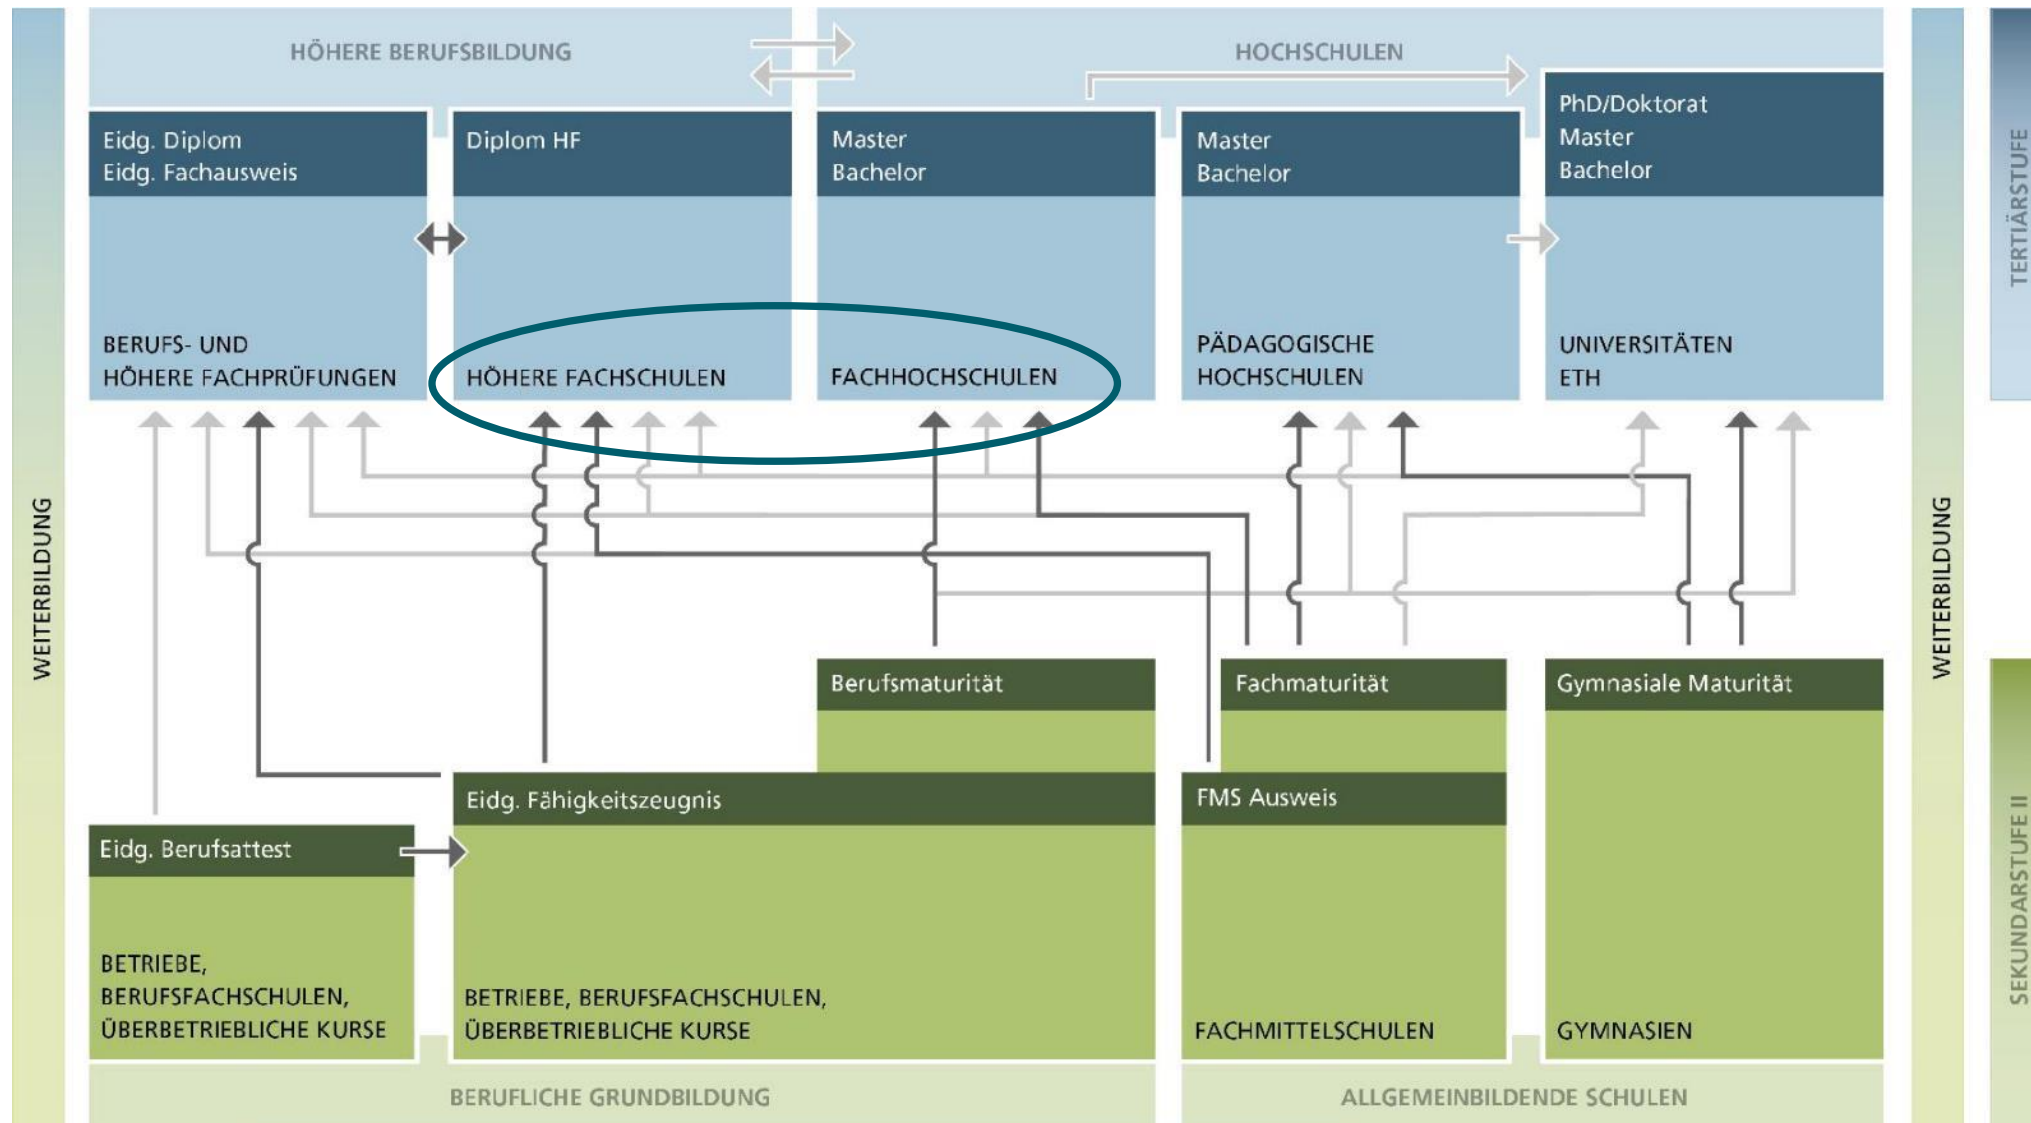 HÖHERE BERUFSBILDUNG
HOCHSCHULEN
Eidg. Diplom
Eidg. Fachausweis
BERUFS- UND
HÖHERE FACHPRÜFUNGEN
Diplom HF
HÖHERE FACHSCHULEN
Master
Bachelor
FACHHOCHSCHULEN
Master
Bachelor
PÄDAGOGISCHE
HOCHSCHULEN
PhD/Doktorat
Master
Bachelor
UNIVERSITÄTEN
ETH
WEITERBILDUNG
WEITERBILDUNG
TERTIÄRSTUFE
SEKUNDARSTUFE II
Berufsmaturität
Fachmaturität
Gymnasiale Maturität
Eidg. Fähigkeitszeugnis
FMS Ausweis
Eidg. Berufsattest
BETRIEBE,
BERUFSFACHSCHULEN,
ÜBERBETRIEBLICHE KURSE
BETRIEBE, BERUFSFACHSCHULEN,
ÜBERBETRIEBLICHE KURSE
FACHMITTELSCHULEN
GYMNASIEN
BERUFLICHE GRUNDBILDUNG
ALLGEMEINBILDENDE SCHULEN